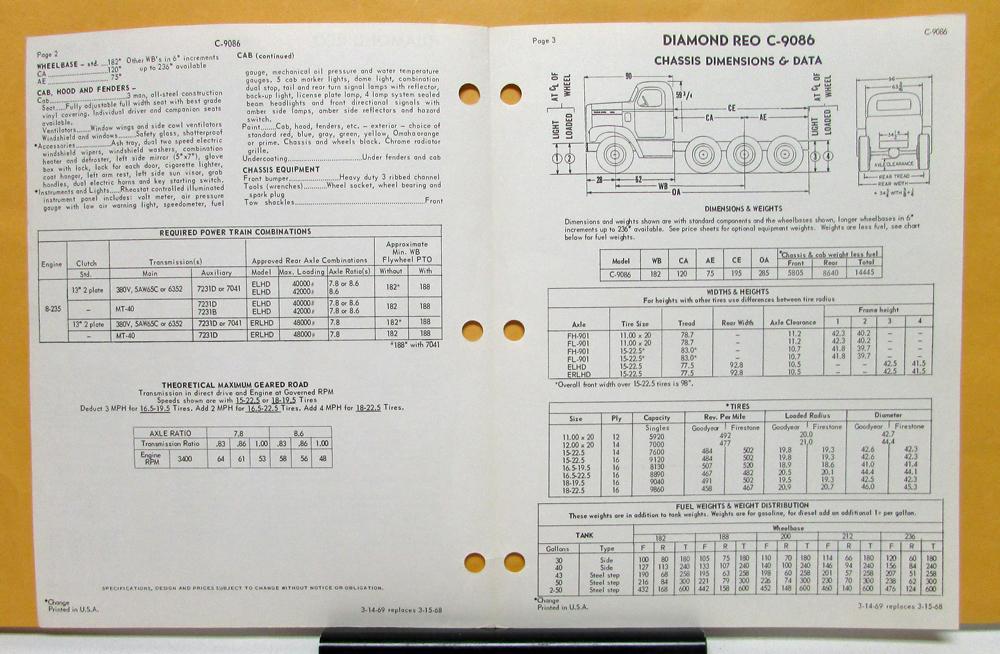 Page 2
C-9086
WHEELBASE - std. ...182" Other WB's in 6" increments
CA ...120" up to 236" available
AE ...75"
CAB, HOOD AND FENDERS -
Cab...3 man, all-steel construction
Seat...Fully adjustable full width seat with best grade
vinyl covering. Individual driver and companion seats
available.
Ventilators...Window wings and side cowl ventilators
Windshield and windows...Safety glass, shatterproof
*Accessories...Ash tray, dual two speed electric
windshield wipers, windshield washers, combination
heater and defroster, left side mirror (5"x7"), glove
box with lock, lock for each door, cigarette lighter,
coat hanger, left arm rest, left side sun visor, grab
handles, dual electric horns and key starting switch.
*Instruments and Lights...Rheostat controlled illuminated
instrument panel includes: volt meter, air pressure
gauge with low air warning light, speedometer, fuel
CAB (continued)
gauge, mechanical oil pressure and water temperature
gauges. 5 cab marker lights, dome light, combination
dual stop, tail and rear turn signal lamps with reflector,
back-up light, license plate lamp, 4 lamp system sealed
beam headlights and front directional signals with
amber side lamps, amber side reflectors and hazard
switch.
Paint...Cab, hood, fenders, etc. - exterior - choice of
standard red, blue, gray, green, yellow, Omahaorange
or prime. Chassis and wheels black. Chrome radiator
grille.
Undercoating...Under fenders and cab
CHASSIS EQUIPMENT
Front bumper...Heavy duty 3 ribbed channel
Tools (wrenches)...Wheel socket, wheel bearing and
spark plug
Tow shackles...Front
REQUIRED POWER TRAIN COMBINATIONS
Engine Clutch Transmission(s) Approved Rear Axle Combinations Approximate Min. WB Flywheel PTO
Std. Main Auxiliary Model Max. Loading Axle Ratio(s) Without With
8-235 13" 2 plate 380V, 5AW65C or 6352 7231D or 7041 ELHD 40000# 7.8 or 8.6 182* 188
ELHD 42000# 8.6
– MT-40 7231D ELHD 40000# 7.8 or 8.6 182 188
7231B ELHD 42000# 7.8 or 8.6
13" 2 plate 380V, 5AW65C or 6352 7231D or 7041 ERLHD 48000# 7.8 182* 188
– MT-40 7231D ERLHD 48000# 7.8 182 188
*188" with 7041
THEORETICAL MAXIMUM GEARED ROAD
Transmission in direct drive and Engine at Governed RPM
Speeds shown are with 15-22.5 or 18-19.5 Tires
Deduct 3 MPH for 16.5-19.5 Tires. Add 2 MPH for 16.5-22.5 Tires. Add 4 MPH for 18-22.5 Tires.
AXLE RATIO 7.8 8.6
Transmission Ratio .83 .86 1.00 .83 .86 1.00
Engine RPM 3400 64 61 53 58 56 48
SPECIFICATIONS, DESIGN AND PRICES SUBJECT TO CHANGE WITHOUT NOTICE OR OBLIGATION.
*Change
Printed in U.S.A.
3-14-69 replaces 3-15-68
Page 3
C-9086
DIAMOND REO C-9086
CHASSIS DIMENSIONS & DATA
AT ℄ OF WHEEL
LIGHT
LOADED
1 2
90
59 3/4
CE
CA
AE
28
52
WB
OA
AT ℄ OF WHEEL
LIGHT
LOADED
3 4
AXLE CLEARANCE
REAR TREAD
REAR WIDTH
DIMENSIONS & WEIGHTS
Dimensions and weights shown are with standard components and the wheelbases shown, longer wheelbases in 6"
increments up to 236" available. See price sheets for optional equipment weights. Weights are less fuel, see chart
below for fuel weights.
Model WB CA AE CE OA *Chassis & cab weight less fuel
Front Rear Total
C-9086 182 120 75 195 285 5805 8640 14445
WIDTHS & HEIGHTS
For heights with other tires use differences between tire radius
Axle Tire Size Tread Rear Width Axle Clearance Frame height
1 2 3 4
FH-901 11.00 x 20 78.7 – 11.2 42.3 40.2 – –
FL-901 11.00 x 20 78.7 – 11.2 42.3 40.2 – –
FH-901 15-22.5* 83.0* – 10.7 41.8 39.7 – –
FL-901 15-22.5* 83.0* – 10.7 41.8 39.7 – –
ELHD 15-22.5 77.5 92.8 10.5 – – 42.5 41.5
ERLHD 15-22.5 77.5 92.8 10.5 – – 42.5 41.5
*Overall front width over 15-22.5 tires is 98".
*TIRES
Size Ply Capacity Rev. Per Mile Loaded Radius Diameter
Singles Goodyear Firestone Goodyear Firestone Goodyear Firestone
11.00 x 20 12 5920 492 20.0 42.7
12.00 x 20 14 7000 477 21.0 44.4
15-22.5 14 7600 484 502 19.8 19.3 42.6 42.3
15-22.5 16 9120 484 502 19.8 19.3 42.6 42.3
16.5-19.5 16 8130 507 520 18.9 18.6 41.0 41.4
16.5-22.5 16 8890 467 482 20.5 20.1 44.4 44.1
18-19.5 16 9040 491 502 19.5 19.3 42.5 42.3
18-22.5 16 9860 458 467 20.9 20.7 46.0 45.3
FUEL WEIGHTS & WEIGHT DISTRIBUTION
These weights are in addition to tank weights. Weights are for gasoline, for diesel add an additional 1# per gallon.
TANK Wheelbase
182 188 200 212 236
Gallons Type F R T F R T F R T F R T F R T
30 Side 100 80 180 105 75 180 110 70 180 114 66 180 120 60 180
40 Side 127 113 240 133 107 240 140 100 240 146 94 240 156 84 240
43 Steel step 190 68 258 195 63 258 198 60 258 201 57 258 207 51 258
50 Steel step 216 84 300 221 79 300 226 74 300 230 70 300 238 62 300
2-50 Steel step 432 168 600 442 158 600 452 148 600 460 140 600 476 124 600
*Change
Printed in U.S.A.
3-14-69 replaces 3-15-68